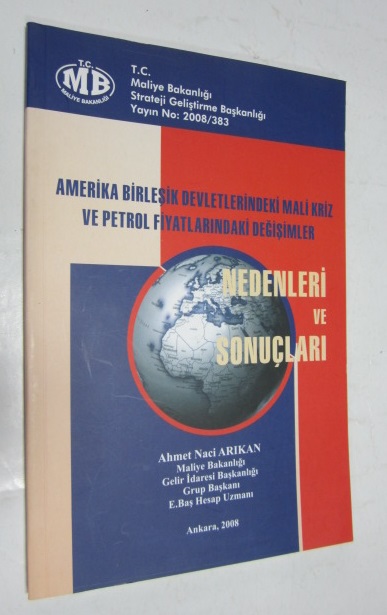 T.C.
MB
MALİYE BAKANLIĞI
T.C.
Maliye Bakanlığı
Strateji Geliştirme Başkanlığı
Yayın No: 2008/383
AMERİKA BİRLEŞİK DEVLETLERİNDEKİ MALİ KRİZ
VE PETROL FİYATLARINDAKİ DEĞİŞİMLER
NEDENLERİ
VE
SONUÇLARI
Ahmet Naci ARIKAN
Maliye Bakanlığı
Gelir İdaresi Başkanlığı
Grup Başkanı
E.Baş Hesap Uzmanı
Ankara, 2008